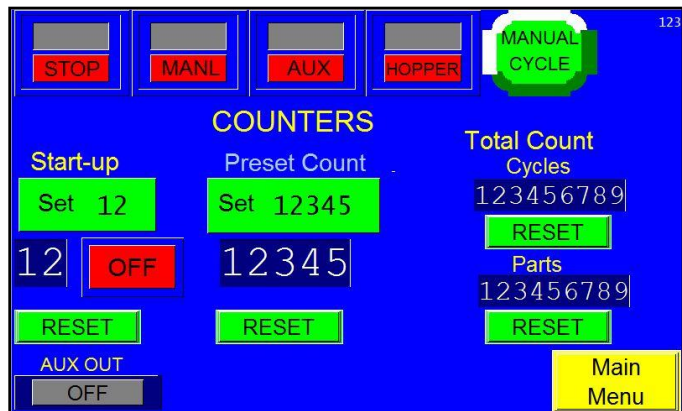 123
STOP MANL AUX HOPPER MANUAL
CYCLE
COUNTERS
Start-up Preset Count Total Count
Cycles
Set 12 Set 12345 123456789
RESET
12 OFF 12345 Parts
123456789
RESET RESET RESET
AUX OUT
OFF
Main
Menu